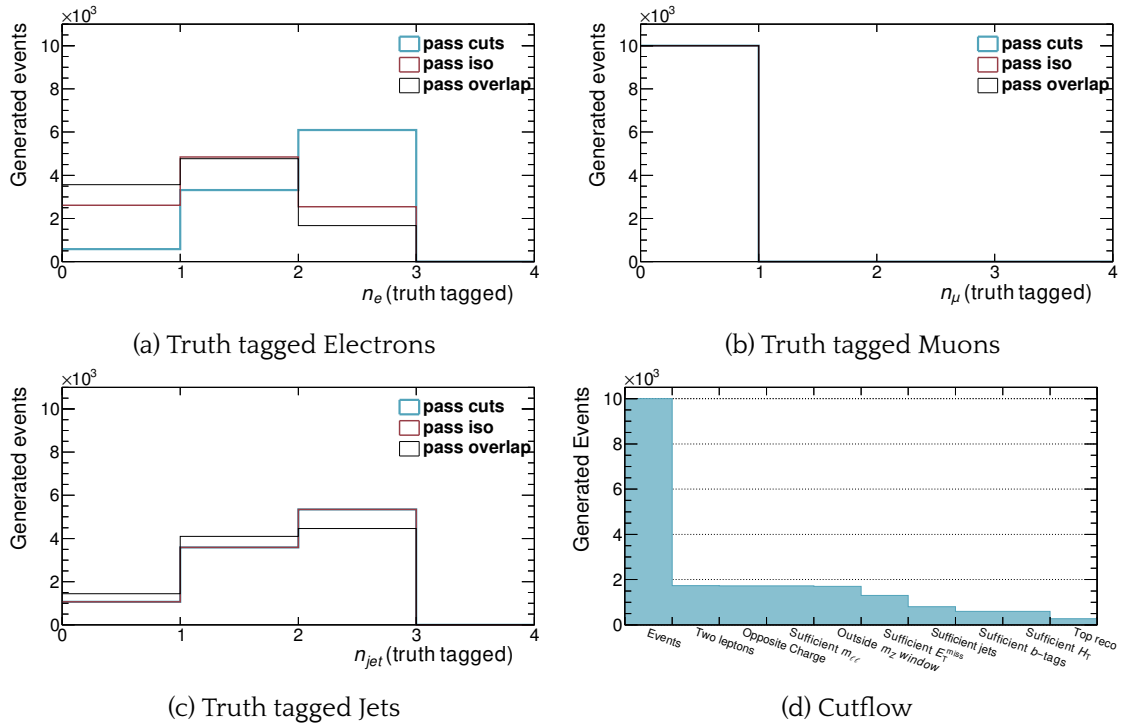 ×10³
Generated events
10
8
6
4
2
0
pass cuts
pass iso
pass overlap
0 1 2 3 4
nₑ (truth tagged)
(a) Truth tagged Electrons
×10³
Generated events
10
8
6
4
2
0
pass cuts
pass iso
pass overlap
0 1 2 3 4
n_μ (truth tagged)
(b) Truth tagged Muons
×10³
Generated events
10
8
6
4
2
0
pass cuts
pass iso
pass overlap
0 1 2 3 4
n_jet (truth tagged)
(c) Truth tagged Jets
×10³
Generated Events
10
8
6
4
2
0
Events
Two leptons
Opposite Charge
Sufficient m_ℓℓ
Outside m_Z window
Sufficient E_T^miss
Sufficient jets
Sufficient b–tags
Sufficient H_T
Top reco
(d) Cutflow